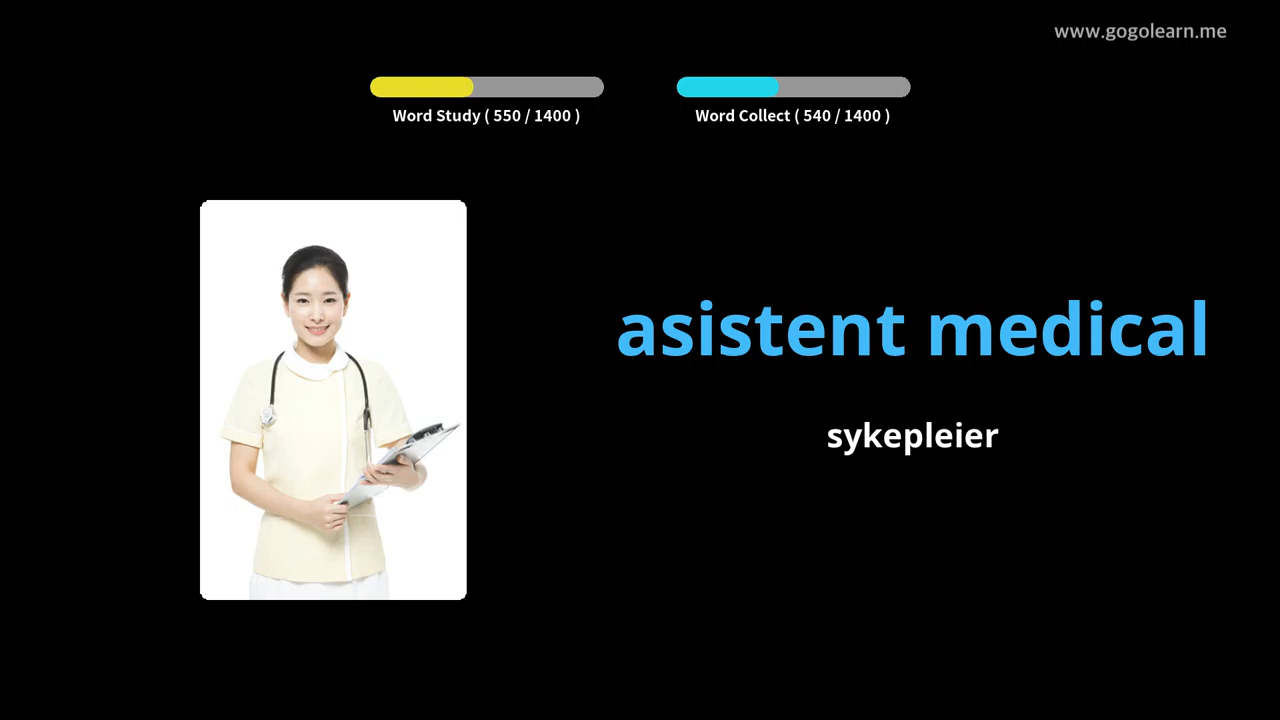 www.gogolearn.me
Word Study ( 550 / 1400 )
Word Collect ( 540 / 1400 )
asistent medical
sykepleier